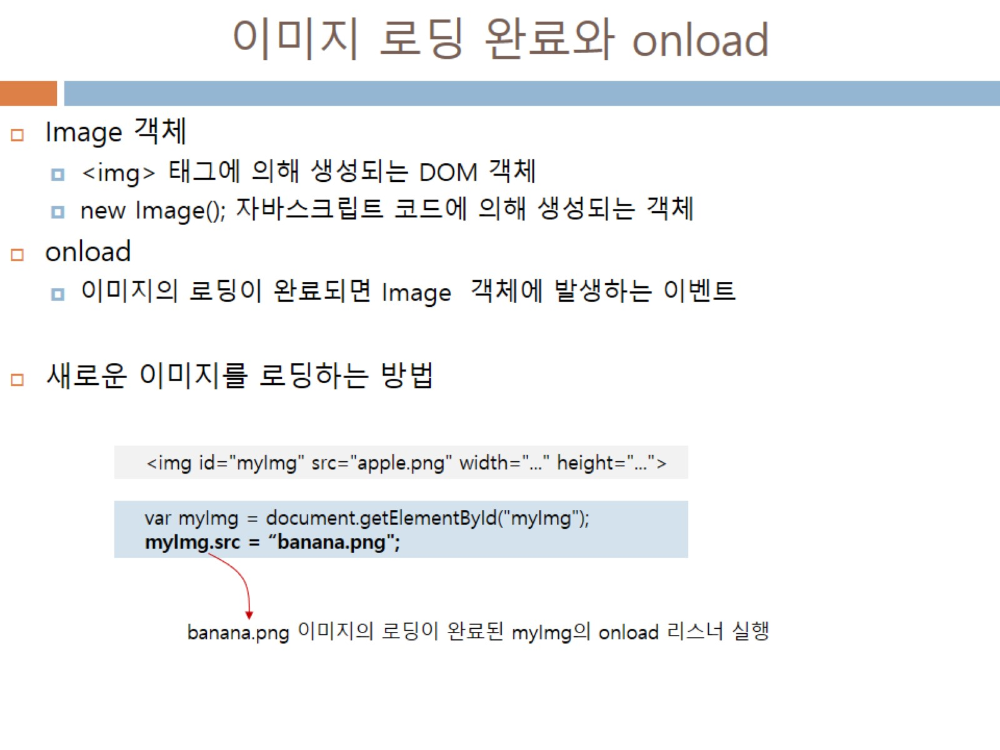 이미지 로딩 완료와 onload
Image 객체
<img> 태그에 의해 생성되는 DOM 객체
new Image(); 자바스크립트 코드에 의해 생성되는 객체
onload
이미지의 로딩이 완료되면 Image 객체에 발생하는 이벤트
새로운 이미지를 로딩하는 방법
<img id="myImg" src="apple.png" width="..." height="...">
var myImg = document.getElementById("myImg");
myImg.src = “banana.png";
banana.png 이미지의 로딩이 완료된 myImg의 onload 리스너 실행